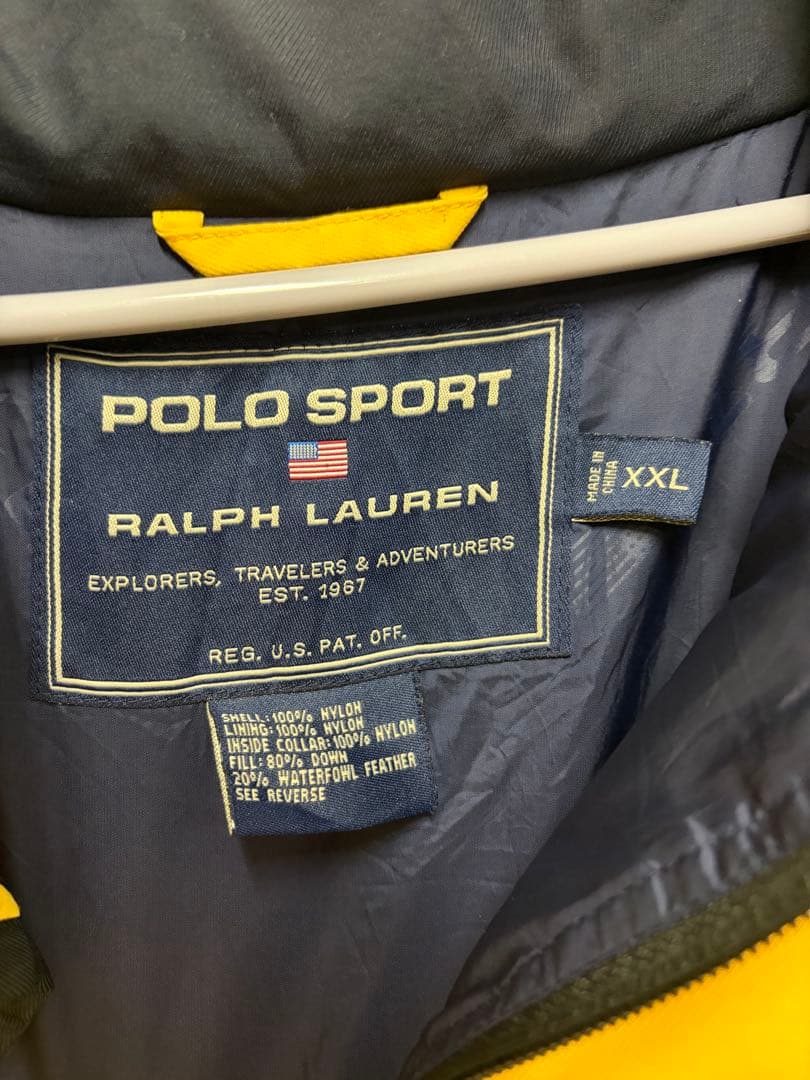 POLO SPORT
RALPH LAUREN
EXPLORERS, TRAVELERS & ADVENTURERS
EST. 1967
REG. U.S. PAT. OFF.
MADE IN
CHINA
XXL
SHELL: 100% NYLON
LINING: 100% NYLON
INSIDE COLLAR: 100% NYLON
FILL: 80% DOWN
20% WATERFOWL FEATHER
SEE REVERSE